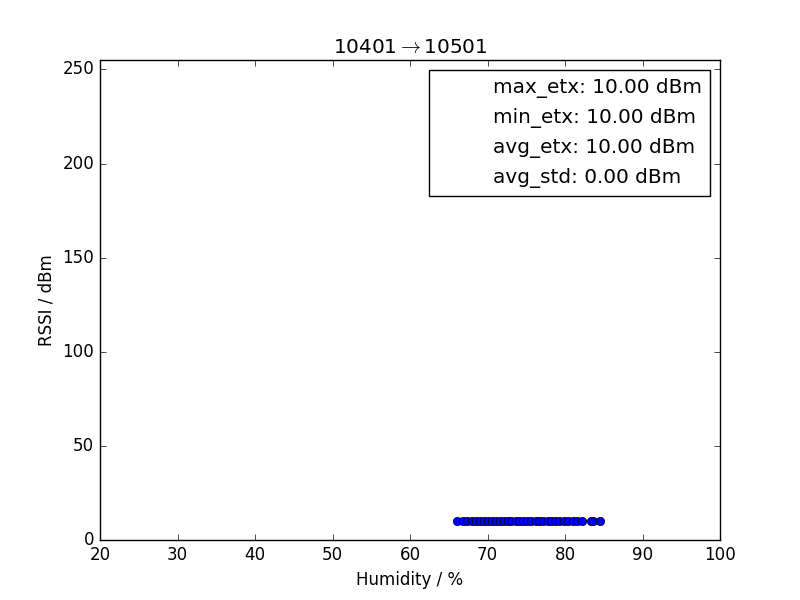 10401→10501
max_etx: 10.00 dBm
min_etx: 10.00 dBm
avg_etx: 10.00 dBm
avg_std: 0.00 dBm
250
200
150
100
50
0
RSSI / dBm
20 30 40 50 60 70 80 90 100
Humidity / %